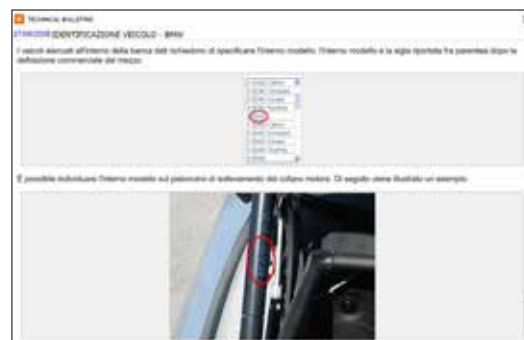 TECHNICAL BULLETINS
IDENTIFICAZIONE VEICOLO - BMW
I veicoli elencati all'interno della banca dati richiedono di specificare l'interno modello. l'interno modello è la sigla riportata fra parentesi dopo la
definizione commerciale del mezzo.
È possibile individuare l'interno modello sul pistoncino di sollevamento del cofano motore. Di seguito viene illustrato un esempio.